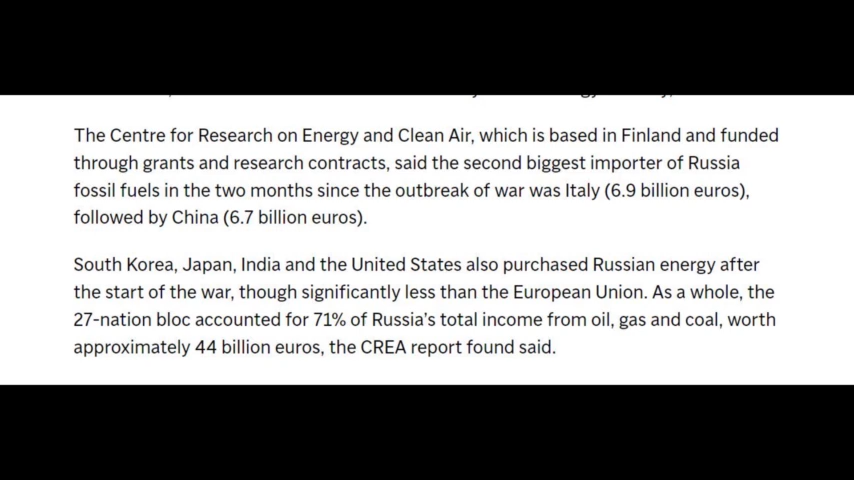 The Centre for Research on Energy and Clean Air, which is based in Finland and funded
through grants and research contracts, said the second biggest importer of Russia
fossil fuels in the two months since the outbreak of war was Italy (6.9 billion euros),
followed by China (6.7 billion euros).
South Korea, Japan, India and the United States also purchased Russian energy after
the start of the war, though significantly less than the European Union. As a whole, the
27-nation bloc accounted for 71% of Russia's total income from oil, gas and coal, worth
approximately 44 billion euros, the CREA report found said.